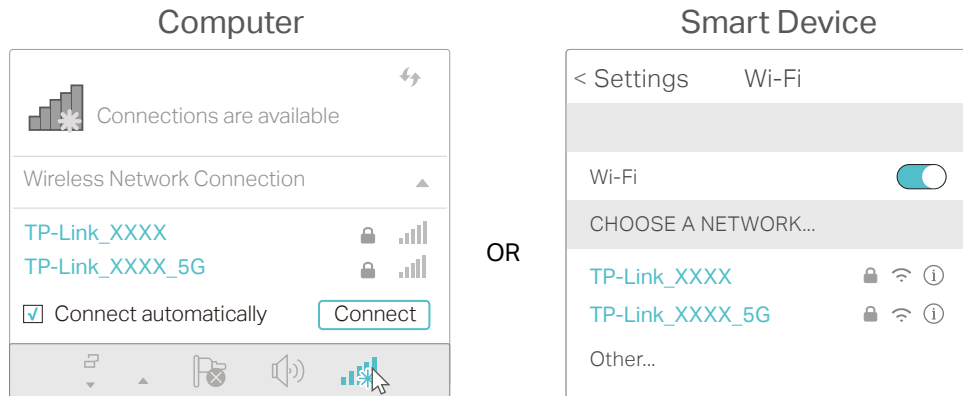 Computer
Connections are available
Wireless Network Connection
TP-Link_XXXX
TP-Link_XXXX_5G
Connect automatically
Connect
OR
Smart Device
< Settings Wi-Fi
Wi-Fi
CHOOSE A NETWORK...
TP-Link_XXXX
TP-Link_XXXX_5G
Other...